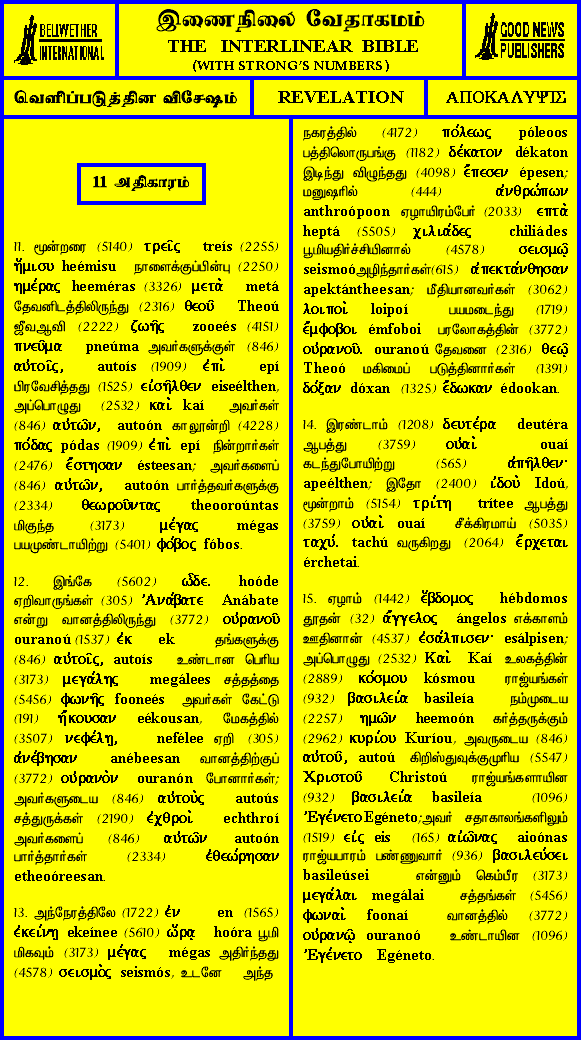 BELLWETHER
INTERNATIONAL
இணைநிலை வேதாகமம்
THE INTERLINEAR BIBLE
(WITH STRONG'S NUMBERS)
GOOD NEWS
PUBLISHERS
வெளிப்படுத்தின விசேஷம்
REVELATION
ΑΠΟΚΑΛΥΨΙΣ
11 அதிகாரம்
11. மூன்றரை (5140) τρεῖς treís (2255)
ἥμισυ heémisu நாளைக்குப்பின்பு (2250)
ημέρας heeméras (3326) μετὰ metá
தேவனிடத்திலிருந்து (2316) θεοῦ Theoú
ஜீவஆவி (2222) ζωῆς zooeés (4151)
πνεῦμα pneúma அவர்களுக்குள் (846)
αὐτοῖς, autoís (1909) ἐπὶ epí
பிரவேசித்தது (1525) εἰσῆλθεν eiseélthen,
அப்பொழுது (2532) καὶ kaí அவர்கள்
(846) αὐτῶν, autoón காலூன்றி (4228)
πόδας pódas (1909) ἐπὶ epí நின்றார்கள்
(2476) ἔστησαν ésteesan; அவர்களைப்
(846) αὐτῶν, autoón பார்த்தவர்களுக்கு
(2334) θεωροῦντας theooroúntas
மிகுந்த (3173) μέγας mégas
பயமுண்டாயிற்று (5401) φόβος fóbos.
12. இங்கே (5602) ὧδε. hoóde
ஏறிவாருங்கள் (305) Ἀνάβατε Anábate
என்று வானத்திலிருந்து (3772) οὐρανοῦ
ouranoú (1537) ἐκ ek தங்களுக்கு
(846) αὐτοῖς, autoís உண்டான பெரிய
(3173) μεγάλης megálees சத்தத்தை
(5456) φωνῆς fooneés அவர்கள் கேட்டு
(191) ἤκουσαν eékousan, மேகத்தில்
(3507) νεφέλῃ, nefélee ஏறி (305)
ἀνέβησαν anébeesan வானத்திற்குப்
(3772) οὐρανὸν ouranón போனார்கள்;
அவர்களுடைய (846) αὐτοὺς autoús
சத்துருக்கள் (2190) ἐχθροὶ echthroí
அவர்களைப் (846) αὐτῶν autoón
பார்த்தார்கள் (2334) ἐθεώρησαν
etheoóreesan.
13. அந்நேரத்திலே (1722) ἐν en (1565)
ἐκείνῃ ekeínee (5610) ὥρᾳ hoóra பூமி
மிகவும் (3173) μέγας mégas அதிர்ந்தது
(4578) σεισμὸς seismós, உடனே அந்த
நகரத்தில் (4172) πόλεως póleoos
பத்திலொருபங்கு (1182) δέκατον dékaton
இடிந்து விழுந்தது (4098) ἔπεσεν épesen;
மனுஷரில் (444) ἀνθρώπων
anthroópoon ஏழாயிரம்பேர் (2033) επτὰ
heptá (5505) χιλιάδες chiliádes
பூமியதிர்ச்சியினால் (4578) σεισμῷ
seismoóஅழிந்தார்கள்(615) ἀπεκτάνθησαν
apektántheesan; மீதியானவர்கள் (3062)
λοιποὶ loipoí பயமடைந்து (1719)
ἔμφοβοι émfoboi பரலோகத்தின் (3772)
οὐρανοῦ. ouranoú தேவனை (2316) θεῷ
Theoó மகிமைப் படுத்தினார்கள் (1391)
δόξαν dóxan (1325) ἔδωκαν édookan.
14. இரண்டாம் (1208) δευτέρα deutéra
ஆபத்து (3759) οὐαὶ ouaí
கடந்துபோயிற்று (565) ἀπῆλθεν·
apeélthen; இதோ (2400) ἰδοὺ Idoú,
மூன்றாம் (5154) τρίτη trítee ஆபத்து
(3759) οὐαὶ ouaí சீக்கிரமாய் (5035)
ταχύ. tachú வருகிறது (2064) ἔρχεται
érchetai.
15. ஏழாம் (1442) ἕβδομος hébdomos
தூதன் (32) ἄγγελος ángelos எக்காளம்
ஊதினான் (4537) ἐσάλπισεν· esálpisen;
அப்பொழுது (2532) Καὶ Kaí உலகத்தின்
(2889) κόσμου kósmou ராஜ்யங்கள்
(932) βασιλεία basileía நம்முடைய
(2257) ημῶν heemoón கர்த்தருக்கும்
(2962) κυρίου Kuríou, அவருடைய (846)
αὐτοῦ, autoú கிறிஸ்துவுக்குமுரிய (5547)
Χριστοῦ Christoú ராஜ்யங்களாயின
(932) βασιλεία basileía (1096)
Ἐγένετο Egéneto;அவர் சதாகாலங்களிலும்
(1519) εἰς eis (165) αἰῶνας aioónas
ராஜ்யபாரம் பண்ணுவார் (936) βασιλεύσει
basileúsei என்னும் கெம்பீர (3173)
μεγάλαι megálai சத்தங்கள் (5456)
φωναὶ foonaí வானத்தில் (3772)
οὐρανῷ ouranoó உண்டாயின (1096)
Ἐγένετο Egéneto.